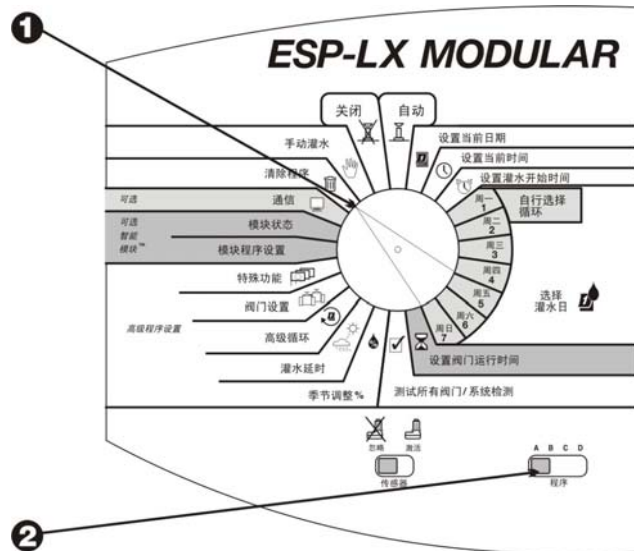 1
ESP-LX MODULAR
关闭
自动
手动灌水
设置当前日期
清除程序
设置当前时间
设置灌水开始时间
可选
通信
周一
1
自行选择
循环
可选
智能
模块™
模块状态
周二
2
模块程序设置
周三
3
特殊功能
周四
4
选择
灌水日
阀门设置
周五
5
高级程序设置
高级循环
周六
6
周日
7
灌水延时
设置阀门运行时间
季节调整%
测试所有阀门/系统检测
忽略
激活
A B C D
传感器
程序
2